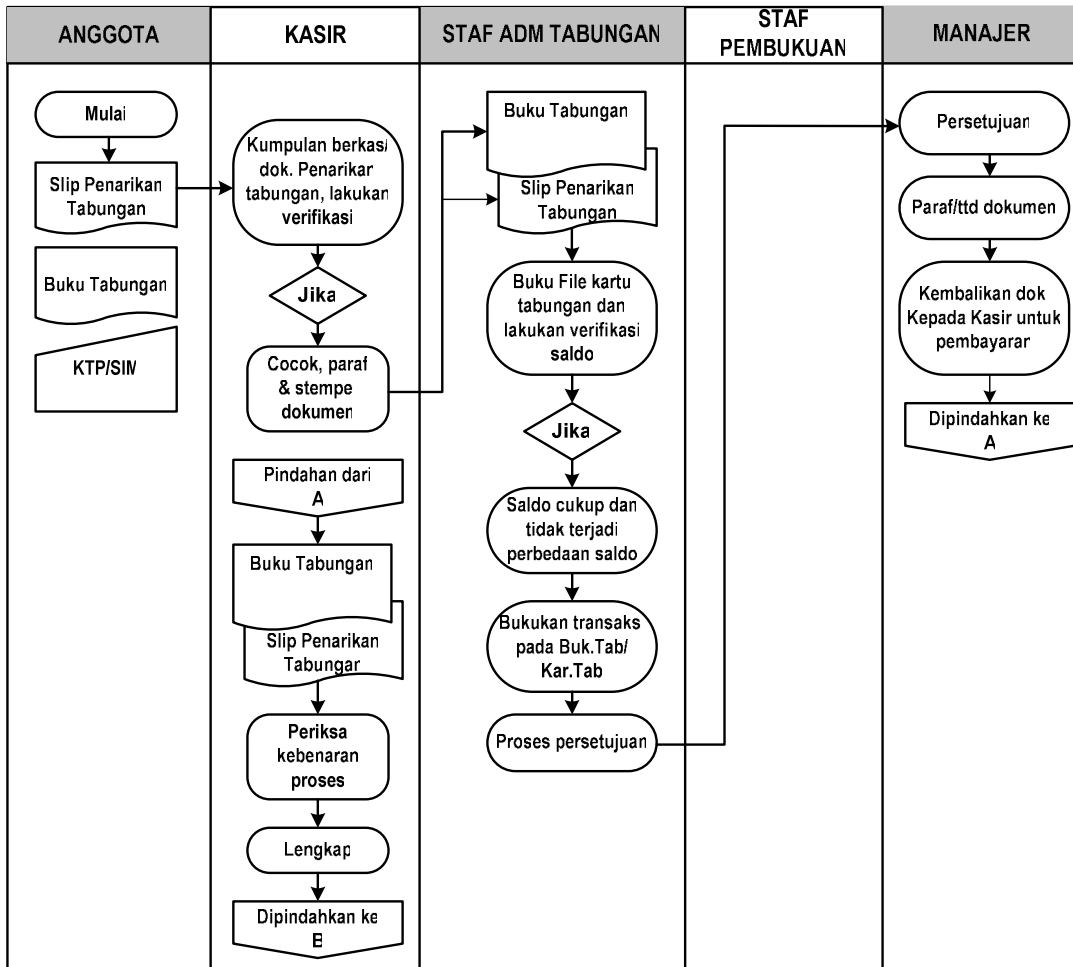 ANGGOTA
KASIR
STAF ADM TABUNGAN
STAF
PEMBUKUAN
MANAJER
Mulai
Slip Penarikan
Tabungan
Buku Tabungan
KTP/SIM
Kumpulan berkas/
dok. Penarikan
tabungan, lakukan
verifikasi
Jika
Cocok, paraf
& stempe
dokumen
Pindahan dari
A
Buku Tabungan
Slip Penarikan
Tabungar
Periksa
kebenaran
proses
Lengkap
Dipindahkan ke
B
Buku Tabungan
Slip Penarikan
Tabungan
Buku File kartu
tabungan dan
lakukan verifikasi
saldo
Jika
Saldo cukup dan
tidak terjadi
perbedaan saldo
Bukukan transaks
pada Buk.Tab/
Kar.Tab
Proses persetujuan
Persetujuan
Paraf/ttd dokumen
Kembalikan dok
Kepada Kasir untuk
pembayaran
Dipindahkan ke
A